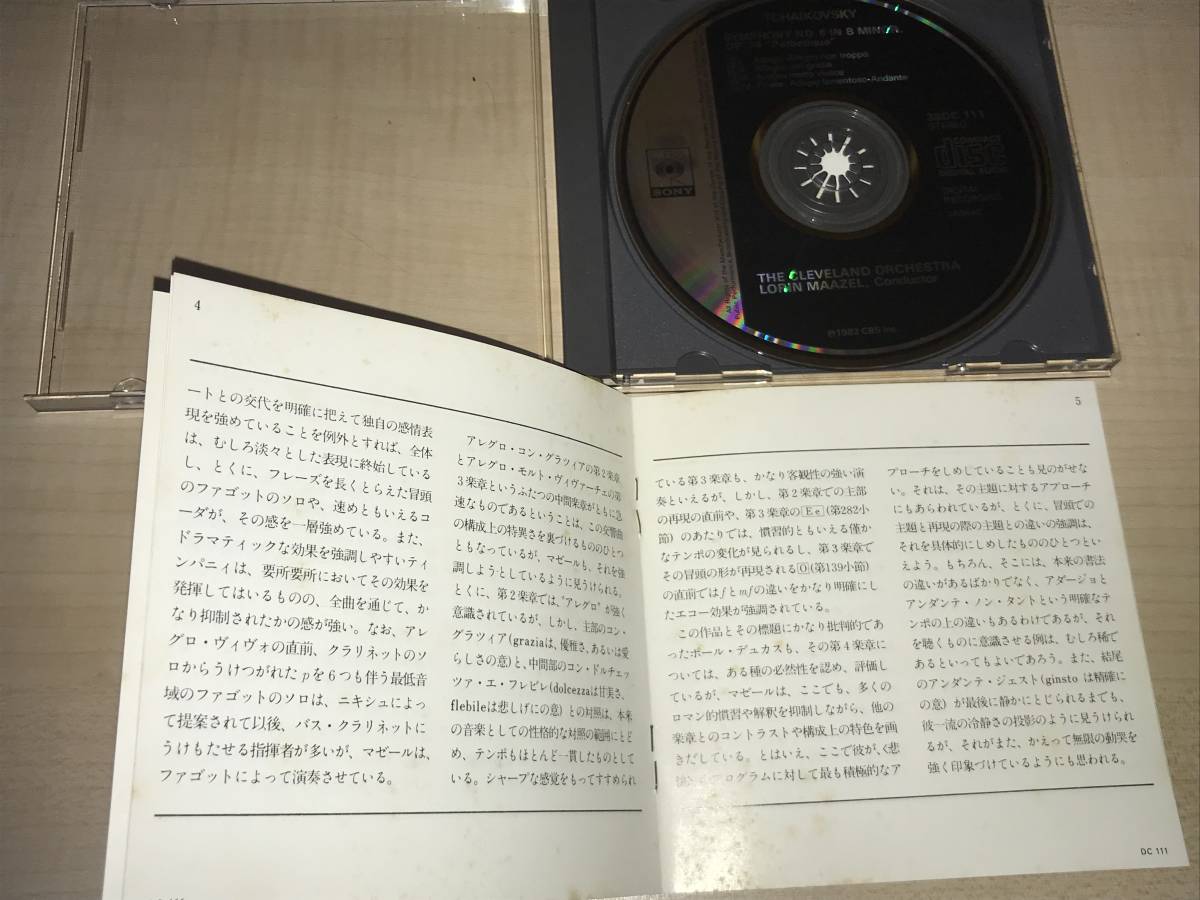 TCHAIKOVSKY
SYMPHONY NO. 6 IN B MINOR,
OP. 74 "Pathétique"
38DC 111
STEREO
COMPACT
disc
DIGITAL AUDIO
DIGITAL
RECORDING
CBS
SONY
THE CLEVELAND ORCHESTRA
LORIN MAAZEL, Conductor
℗1982 CBS Inc.
4
ートとの交代を明確に把えて独自の感情表
現を強めていることを例外とすれば、全体
は、むしろ淡々とした表現に終始している
し、とくに、フレーズを長くとらえた冒頭
のファゴットのソロや、速めともいえるコ
ーダが、その感を一層強めている。また、
ドラマティックな効果を強調しやすいティ
ンパニィは、要所要所においてその効果を
発揮してはいるものの、全曲を通じて、か
なり抑制されたかの感が強い。なお、アレ
グロ・ヴィヴォの直前、クラリネットのソ
ロからうけつがれたpを6つも伴う最低音
域のファゴットのソロは、ニキシュによっ
て提案されて以後、バス・クラリネットに
うけもたせる指揮者が多いが、マゼールは、
ファゴットによって演奏させている。
アレグロ・コン・グラツィアの第2楽章
とアレグロ・モルト・ヴィヴァーチェの第
3楽章というふたつの中間楽章がともに急
速なものであるということは、この交響曲
の構成上の特異さを裏づけるもののひとつ
ともなっているが、マゼールも、それを強
調しようとしているように見うけられる。
とくに、第2楽章では、"アレグロ"が強く
意識されているが、しかし、主部のコン・
グラツィア(graziaは、優雅さ、あるいは愛
らしさの意)と、中間部のコン・ドルチェッ
ツァ・エ・フレビレ(dolcezzaは甘美さ、
flebileは悲しげにの意) との対照は、本来
の音楽としての性格的な対照の範囲にとど
め、テンポもほとんど一貫したものとして
いる。シャープな感覚をもってすすめられ
5
ている第3楽章も、かなり客観性の強い演
奏といえるが、しかし、第2楽章での主部
の再現の直前や、第3楽章のEe(第282小
節)のあたりでは、慣習的ともいえる僅か
なテンポの変化が見られるし、第3楽章で
その冒頭の形が再現されるO(第139小節)
の直前ではfとmfの違いをかなり明確にし
たエコー効果が強調されている。
この作品とその標題にかなり批判的であ
ったポール・デュカスも、その第4楽章に
ついては、ある種の必然性を認め、評価し
ているが、マゼールは、ここでも、多くの
ロマン的慣習や解釈を抑制しながら、他の
楽章とのコントラストや構成上の特色を画
きだしている。とはいえ、ここで彼が、〈悲
プログラムに対して最も積極的なア
プローチをしめしていることも見のがせな
い。それは、その主題に対するアプローチ
にもあらわれているが、とくに、冒頭での
主題と再現の際の主題との違いの強調は、
それを具体的にしめしたもののひとつとい
えよう。もちろん、そこには、本来の書法
の違いがあるばかりでなく、アダージョと
アンダンテ・ノン・タントという明確なテ
ンポの上の違いもあるわけであるが、それ
を聴くものに意識させる例は、むしろ稀で
あるといってもよいであろう。また、結尾
のアンダンテ・ジェスト(ginsto は精確に
の意) が最後に静かにとじられるまでも、
彼一流の冷静さの投影のように見うけられ
るが、それがまた、かえって無限の動哭を
強く印象づけているようにも思われる。
DC 111